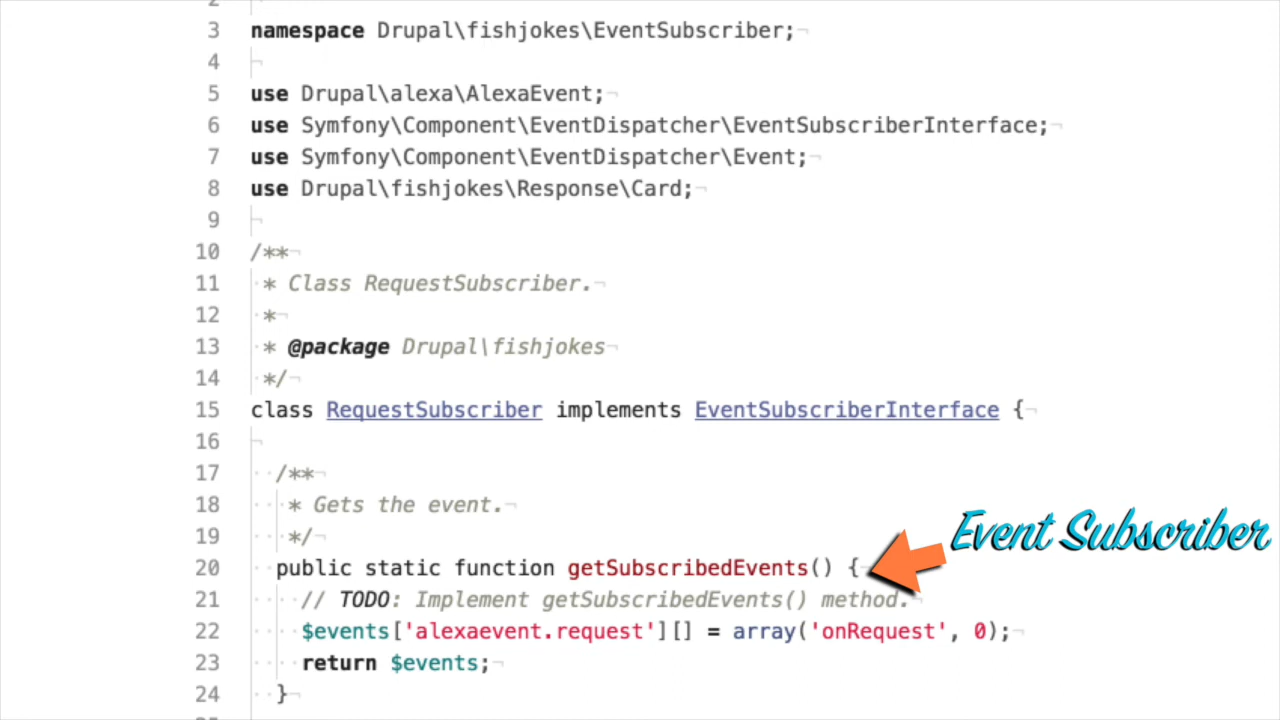 3 namespace Drupal\fishjokes\EventSubscriber;
4
5 use Drupal\alexa\AlexaEvent;
6 use Symfony\Component\EventDispatcher\EventSubscriberInterface;
7 use Symfony\Component\EventDispatcher\Event;
8 use Drupal\fishjokes\Response\Card;
9
10 /**
11 * Class RequestSubscriber.
12 *
13 * @package Drupal\fishjokes
14 */
15 class RequestSubscriber implements EventSubscriberInterface {
16
17 /**
18 * Gets the event.
19 */
Event Subscriber
20 public static function getSubscribedEvents() {
21 // TODO: Implement getSubscribedEvents() method.
22 $events['alexaevent.request'][] = array('onRequest', 0);
23 return $events;
24 }